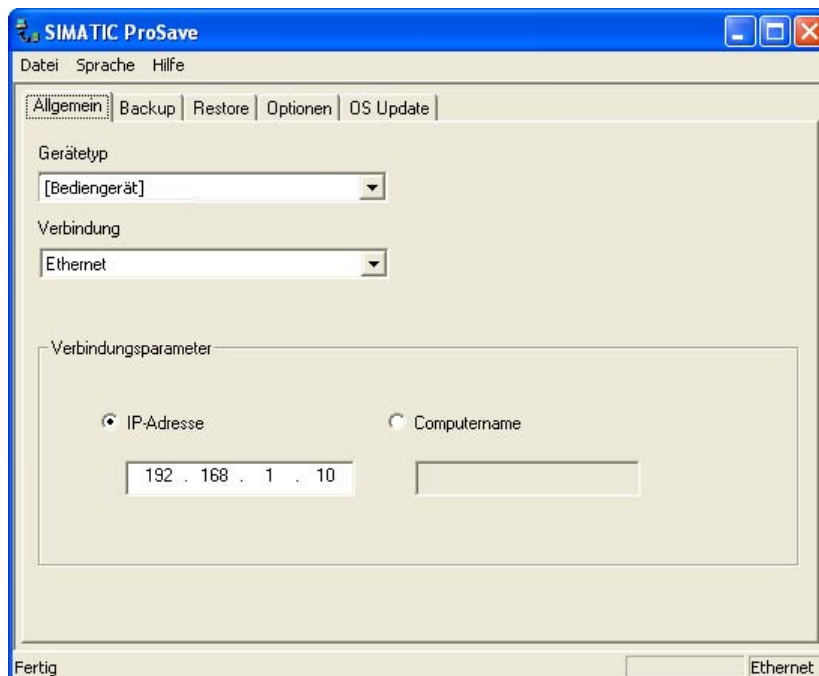 SIMATIC ProSave
Datei Sprache Hilfe
Allgemein Backup Restore Optionen OS Update
Gerätetyp
[Bediengerät]
Verbindung
Ethernet
Verbindungsparameter
IP-Adresse Computername
192 . 168 . 1 . 10
Fertig Ethernet